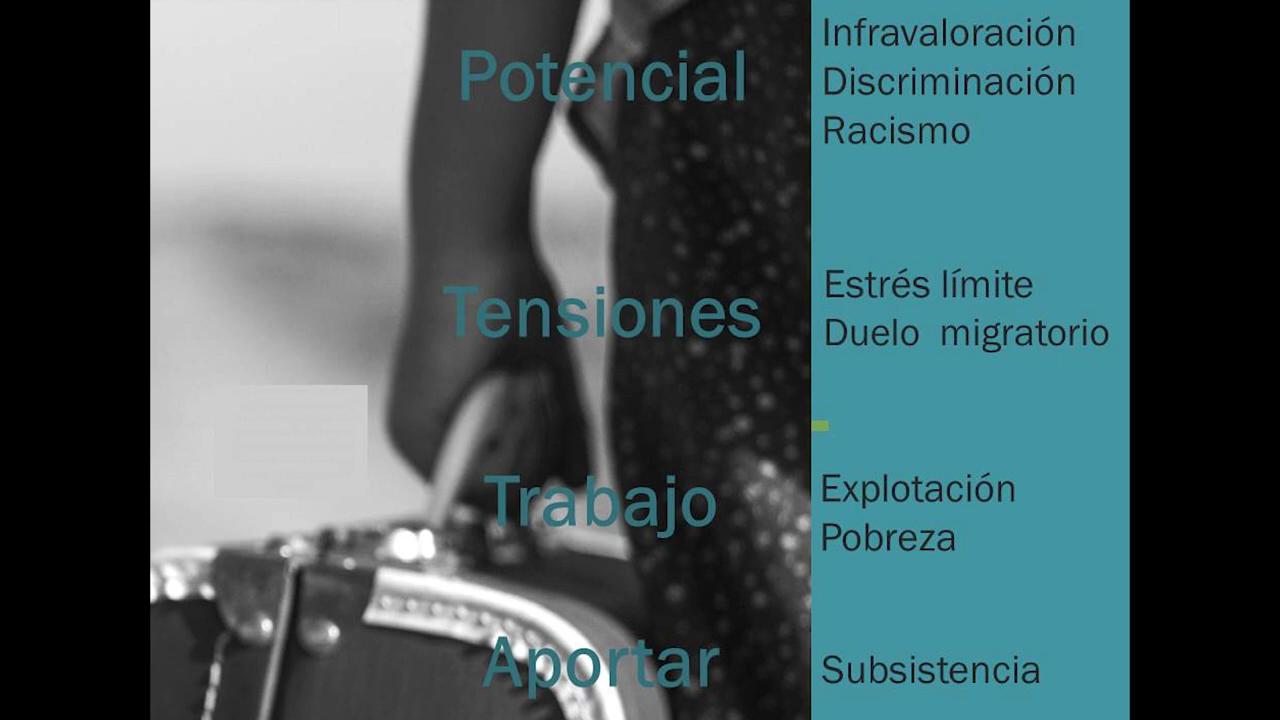 Potencial
Infravaloración
Discriminación
Racismo
Tensiones
Estrés límite
Duelo migratorio
Trabajo
Explotación
Pobreza
Aportar
Subsistencia